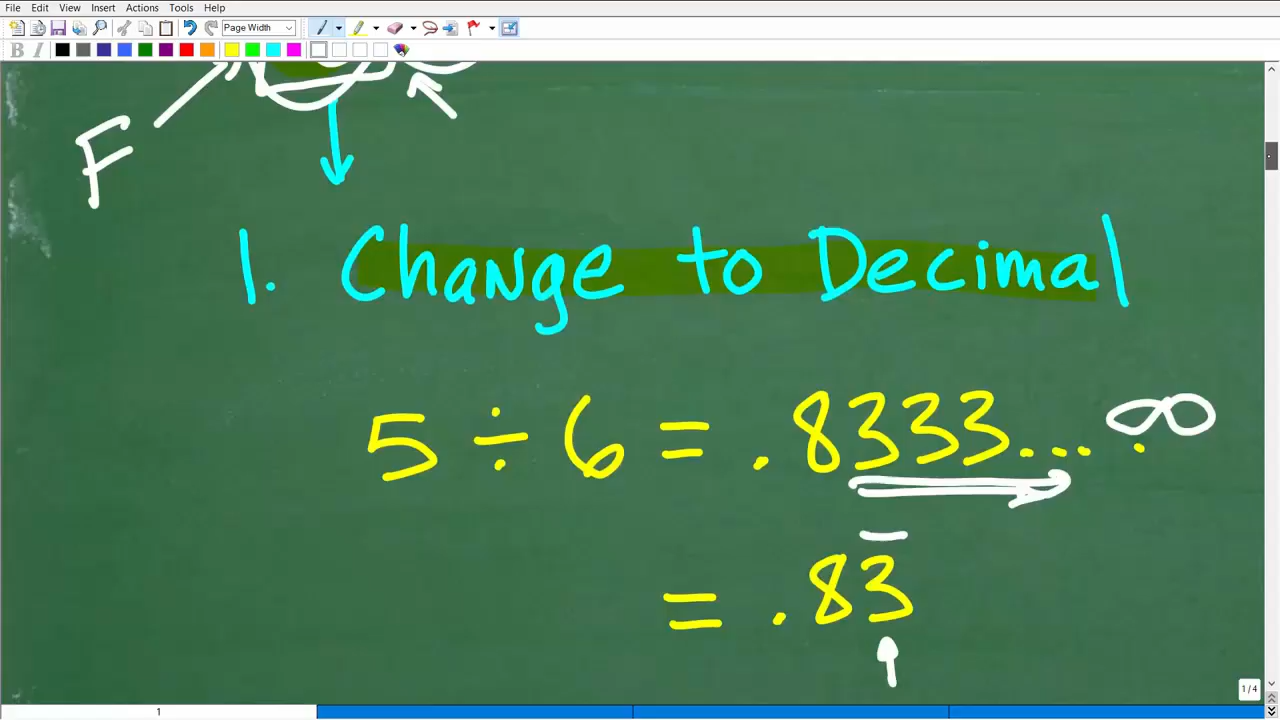 File Edit View Insert Actions Tools Help
Page Width
B I
F
1. Change to Decimal
5 ÷ 6 = .8333.... ∞
= .83̅
1/4
1